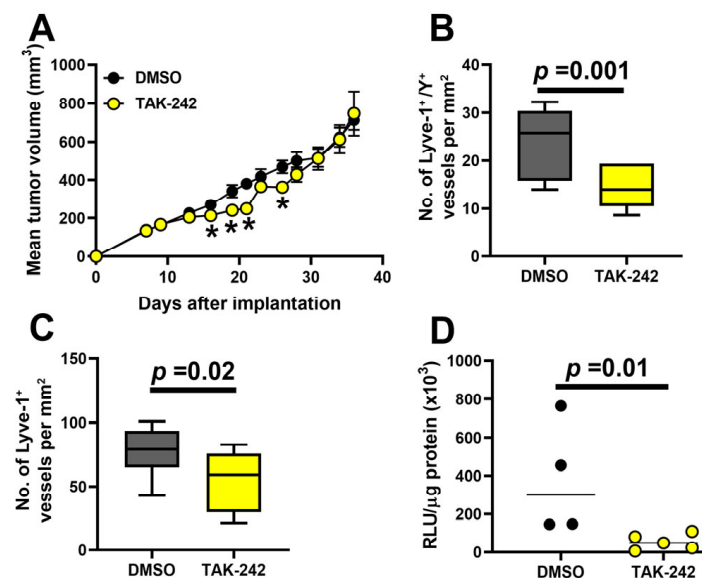 A
DMSO
TAK-242
Mean tumor volume (mm³)
1000
800
600
400
200
0
0 10 20 30 40
* * * *
Days after implantation
B
p =0.001
No. of Lyve-1⁺/Y⁺
vessels per mm²
40
30
20
10
0
DMSO TAK-242
C
p =0.02
No. of Lyve-1⁺
vessels per mm²
150
100
50
0
DMSO TAK-242
D
p =0.01
RLU/µg protein (x10³)
1000
800
600
400
200
0
DMSO TAK-242